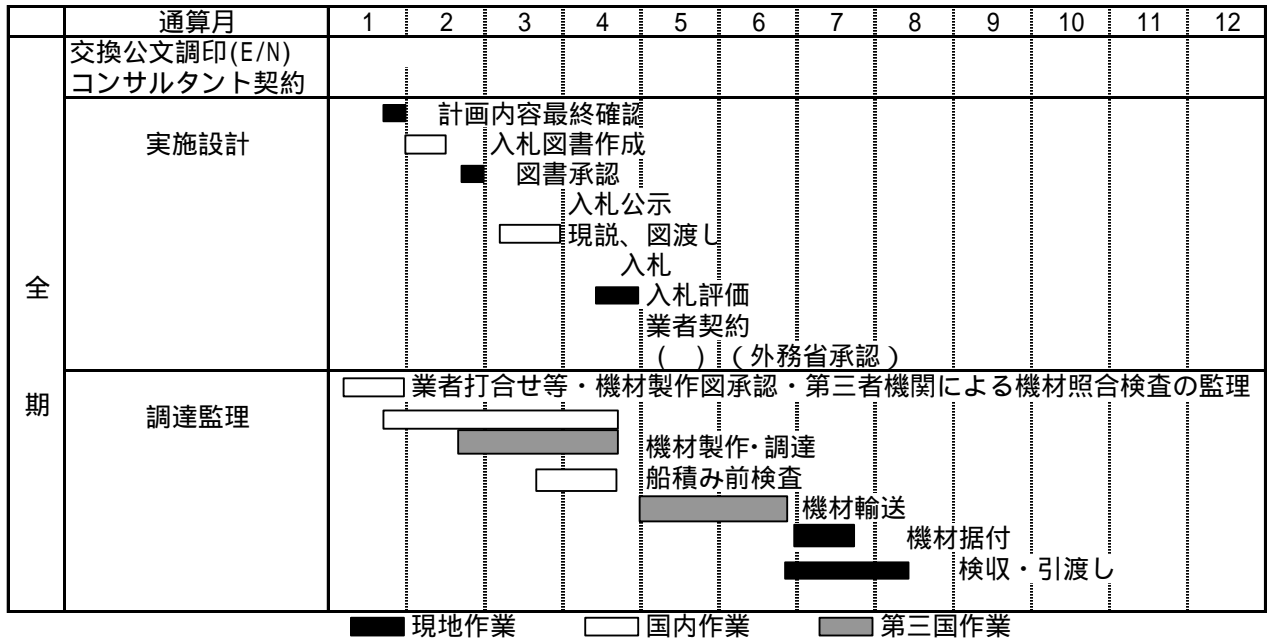 通算月 1 2 3 4 5 6 7 8 9 10 11 12
交換公文調印(E/N)
コンサルタント契約
計画内容最終確認
実施設計 入札図書作成
図書承認
入札公示
現説、図渡し
入札
全
入札評価
業者契約
( ) (外務省承認)
業者打合せ等・機材製作図承認・第三者機関による機材照合検査の監理
期
調達監理
機材製作・調達
船積み前検査
機材輸送
機材据付
検収・引渡し
現地作業 国内作業 第三国作業